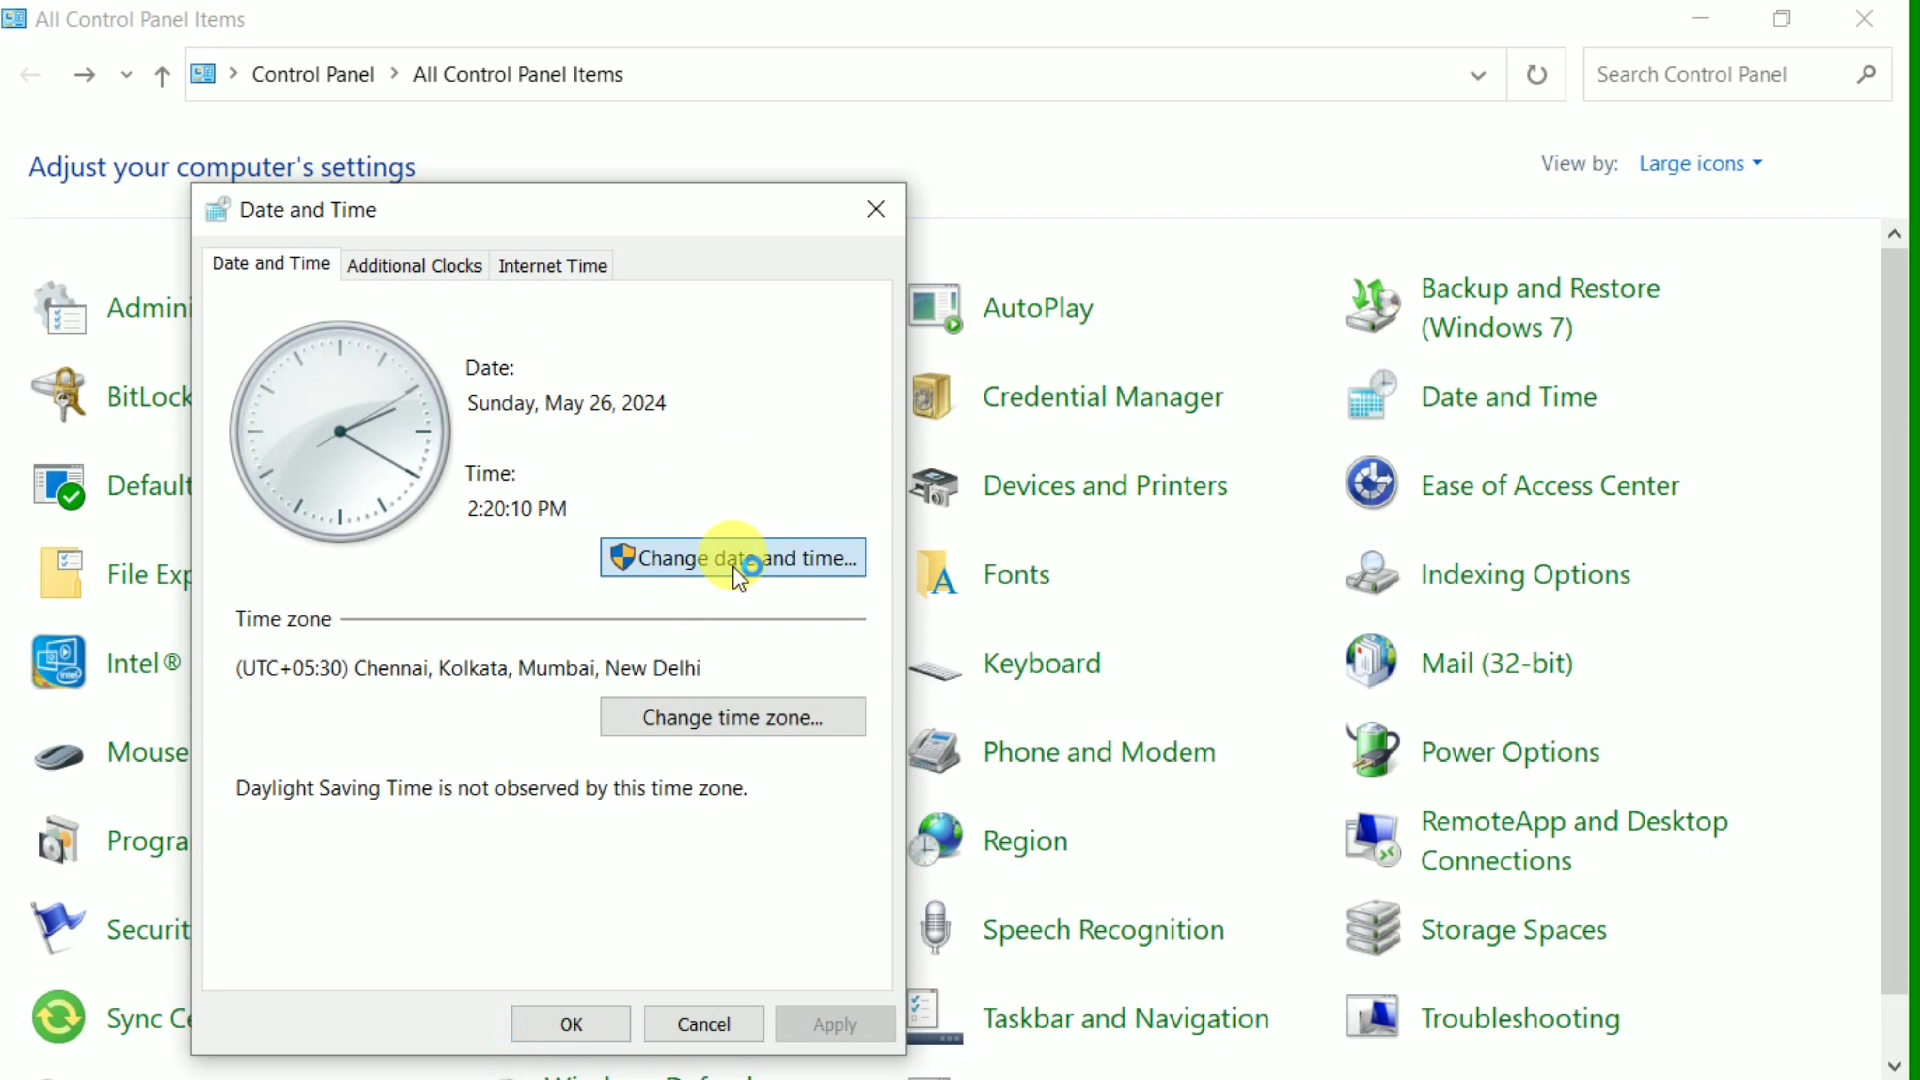 All Control Panel Items
Control Panel > All Control Panel Items
Search Control Panel
Adjust your computer's settings
View by: Large icons
Date and Time
Date and Time
Additional Clocks
Internet Time
Date:
Sunday, May 26, 2024
Time:
2:20:10 PM
Change date and time...
Time zone
(UTC+05:30) Chennai, Kolkata, Mumbai, New Delhi
Change time zone...
Daylight Saving Time is not observed by this time zone.
OK
Cancel
Apply
Admini
AutoPlay
Backup and Restore
(Windows 7)
BitLock
Credential Manager
Date and Time
Default
Devices and Printers
Ease of Access Center
File Exp
Fonts
Indexing Options
Intel®
Keyboard
Mail (32-bit)
Mouse
Phone and Modem
Power Options
Progra
Region
RemoteApp and Desktop
Connections
Securit
Speech Recognition
Storage Spaces
Sync Ce
Taskbar and Navigation
Troubleshooting